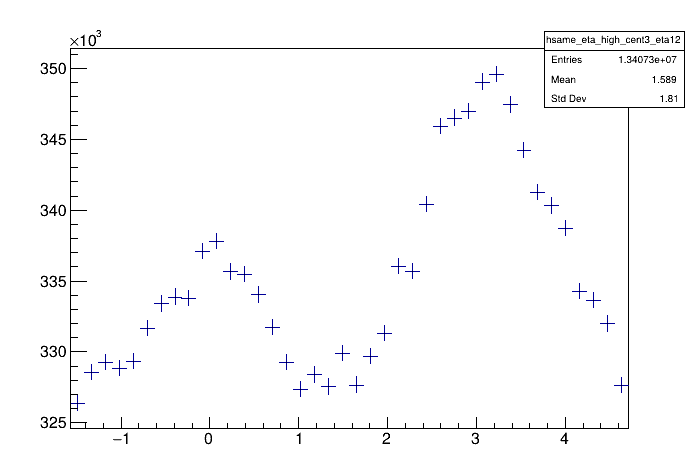 ×10³
hsame_eta_high_cent3_eta12
Entries 1.34073e+07
Mean 1.589
Std Dev 1.81
350
345
340
335
330
325
−1 0 1 2 3 4